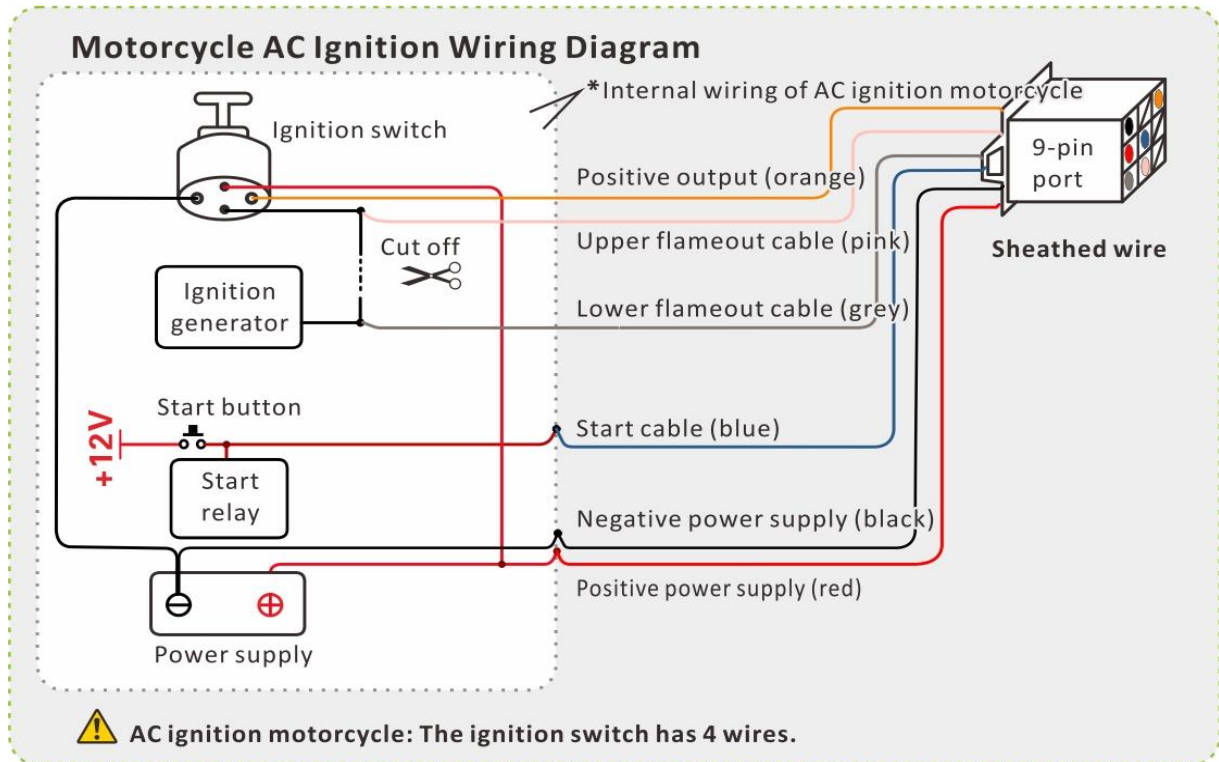 Motorcycle AC Ignition Wiring Diagram
*Internal wiring of AC ignition motorcycle
Ignition switch
9-pin
port
Positive output (orange)
Upper flameout cable (pink)
Sheathed wire
Cut off
Ignition
generator
Lower flameout cable (grey)
Start button
+12V
Start cable (blue)
Start
relay
Negative power supply (black)
Positive power supply (red)
Power supply
AC ignition motorcycle: The ignition switch has 4 wires.